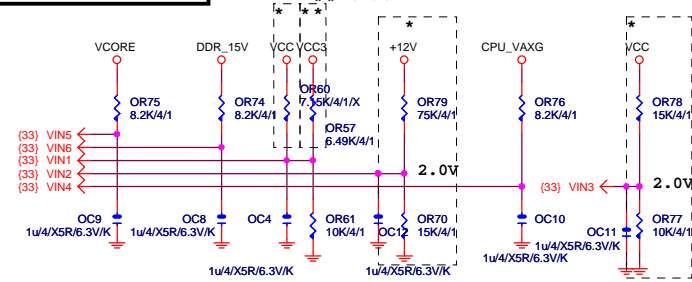 *
* *
*
*
VCORE
DDR_15V
VCC
VCC3
+12V
CPU_VAXG
VCC
OR75
8.2K/4/1
OR74
8.2K/4/1
OR60
7.15K/4/1/X
OR57
6.49K/4/1
OR79
75K/4/1
OR76
8.2K/4/1
OR78
15K/4/1
{33} VIN5
{33} VIN6
{33} VIN1
{33} VIN2
{33} VIN4
2.0V
{33} VIN3
2.0V
OC9
1u/4/X5R/6.3V/K
OC8
1u/4/X5R/6.3V/K
OC4
1u/4/X5R/6.3V/K
OR61
10K/4/1
OC12
1u/4/X5R/6.3V/K
OR70
15K/4/1
OC10
1u/4/X5R/6.3V/K
OC11
1u/4/X5R/6.3V/K
OR77
10K/4/1